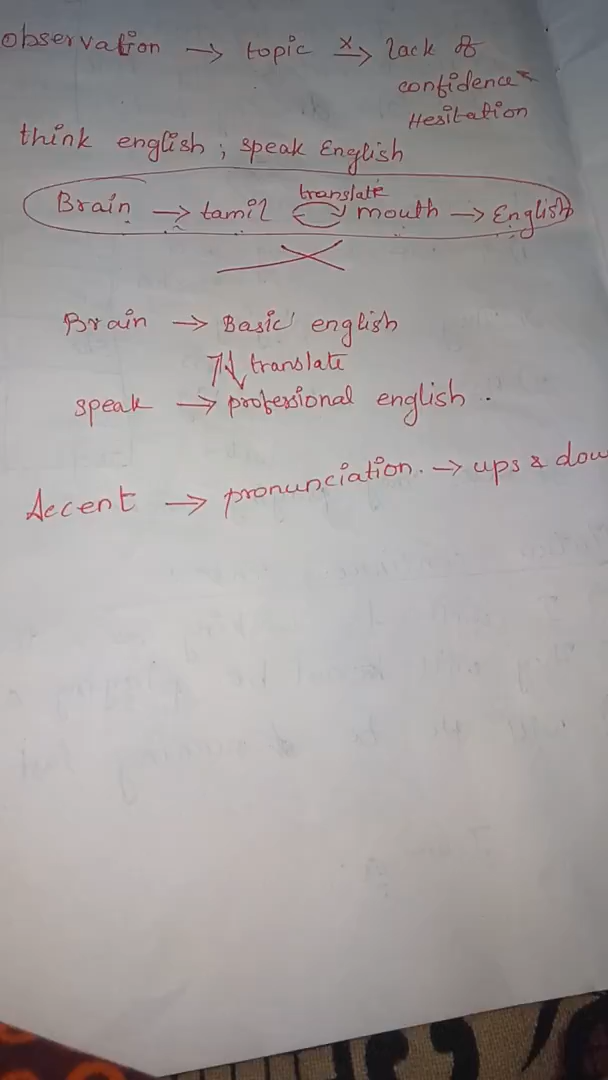 observation → topic x→ lack of
confidence
Hesitation
think english ; speak English
translate
Brain → tamil mouth → English
Brain → Basic english
↑↓ translate
speak → professional english .
Accent → pronunciation. → ups & dow